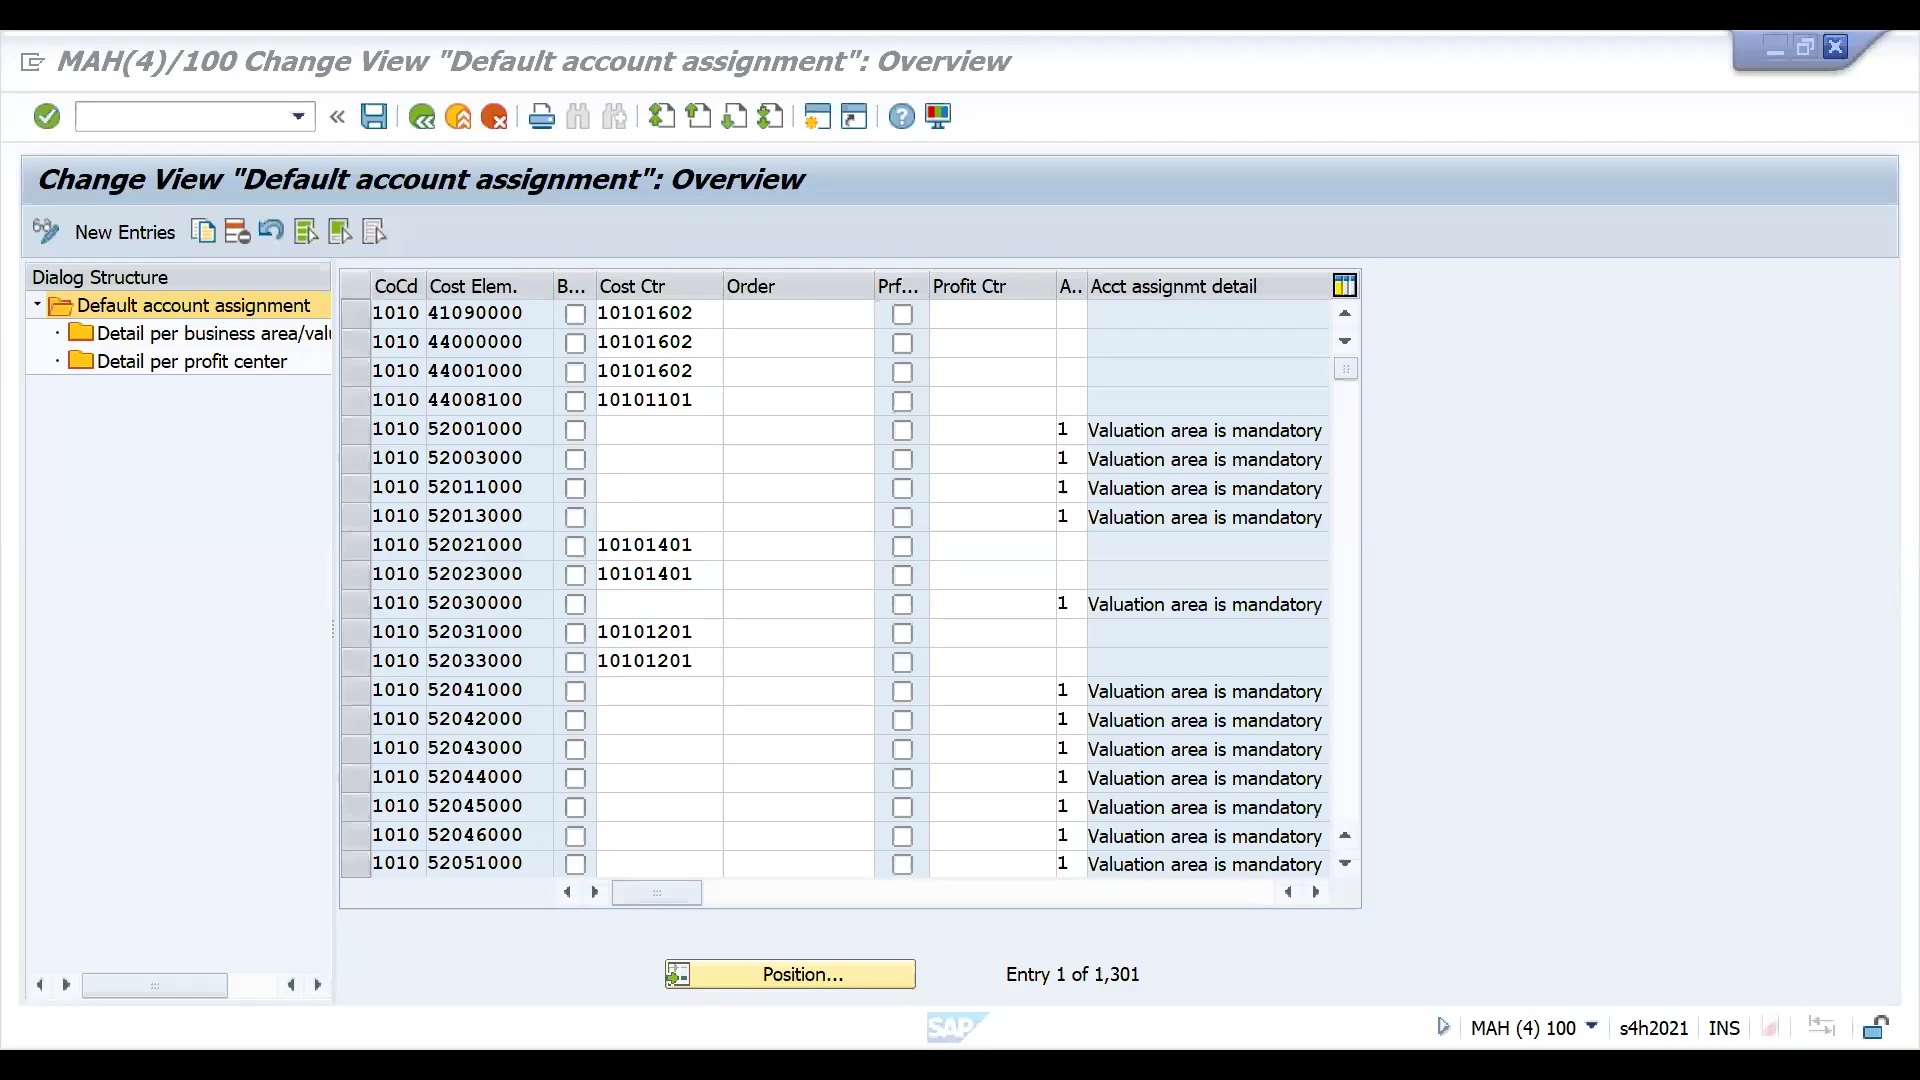 MAH(4)/100 Change View "Default account assignment": Overview
Change View "Default account assignment": Overview
New Entries
Dialog Structure
Default account assignment
Detail per business area/valu
Detail per profit center
CoCd Cost Elem. B... Cost Ctr Order Prf... Profit Ctr A.. Acct assignmt detail
1010 41090000 10101602
1010 44000000 10101602
1010 44001000 10101602
1010 44008100 10101101
1010 52001000 1 Valuation area is mandatory
1010 52003000 1 Valuation area is mandatory
1010 52011000 1 Valuation area is mandatory
1010 52013000 1 Valuation area is mandatory
1010 52021000 10101401
1010 52023000 10101401
1010 52030000 1 Valuation area is mandatory
1010 52031000 10101201
1010 52033000 10101201
1010 52041000 1 Valuation area is mandatory
1010 52042000 1 Valuation area is mandatory
1010 52043000 1 Valuation area is mandatory
1010 52044000 1 Valuation area is mandatory
1010 52045000 1 Valuation area is mandatory
1010 52046000 1 Valuation area is mandatory
1010 52051000 1 Valuation area is mandatory
Position... Entry 1 of 1,301
SAP MAH (4) 100 s4h2021 INS